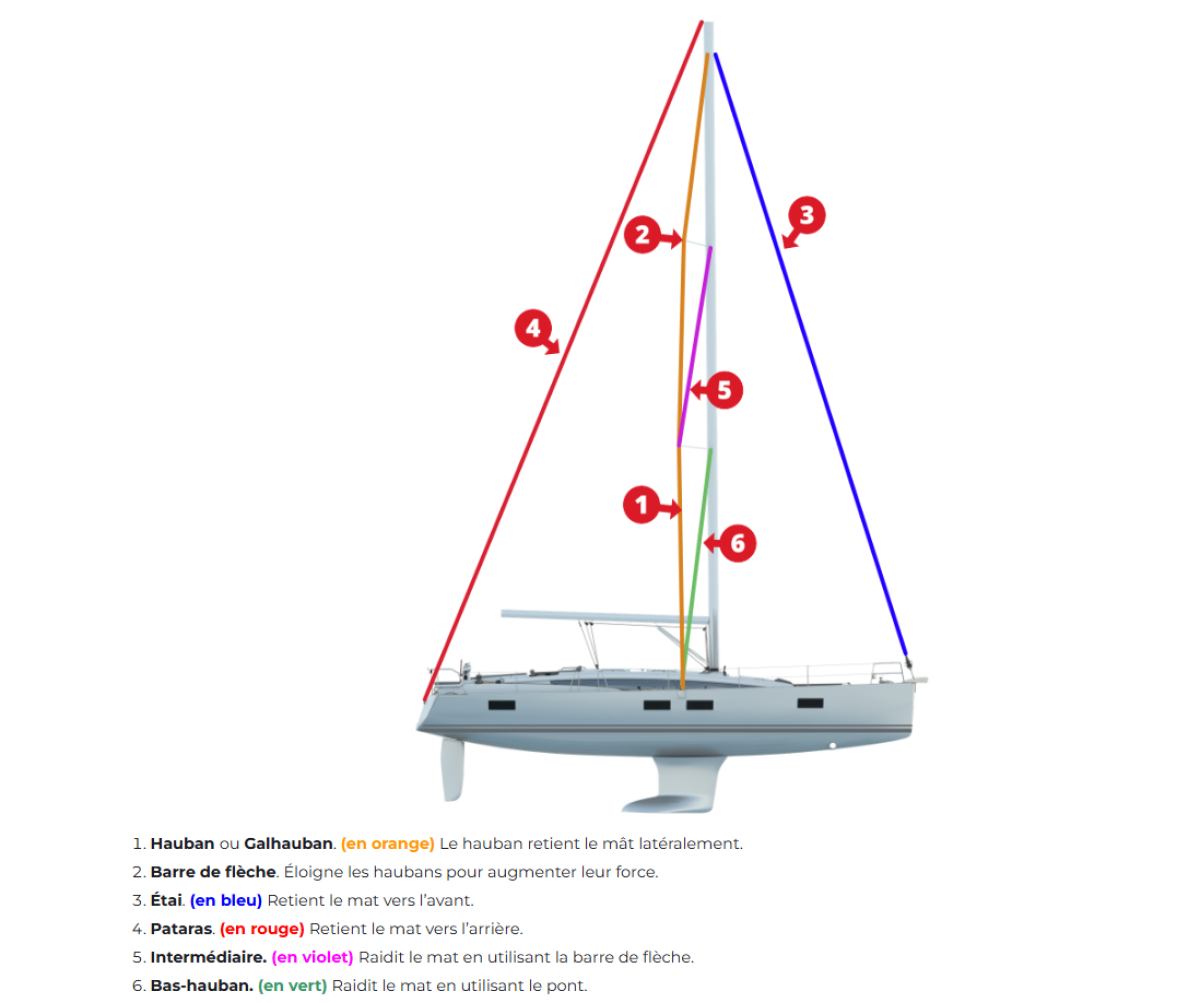 2
3
4
5
1
6
1. Hauban ou Galhauban. (en orange) Le hauban retient le mât latéralement.
2. Barre de flèche. Éloigne les haubans pour augmenter leur force.
3. Étai. (en bleu) Retient le mat vers l’avant.
4. Pataras. (en rouge) Retient le mat vers l’arrière.
5. Intermédiaire. (en violet) Raidit le mat en utilisant la barre de flèche.
6. Bas-hauban. (en vert) Raidit le mat en utilisant le pont.